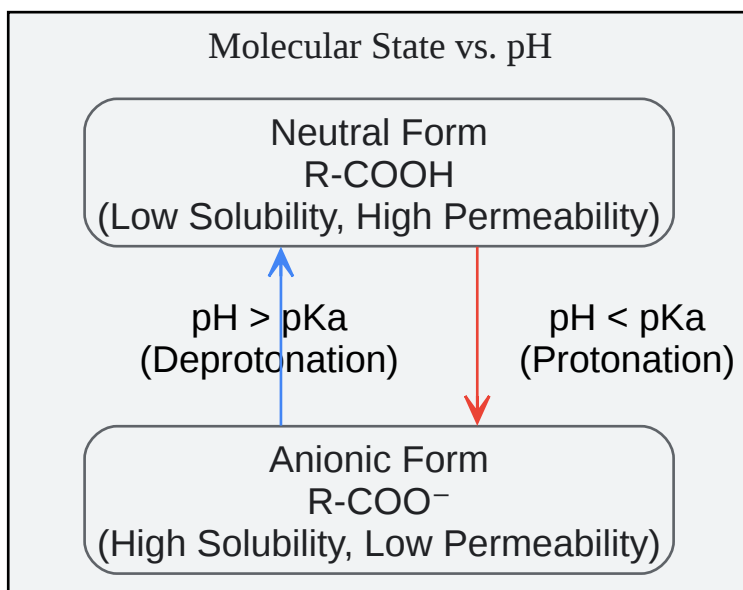 Molecular State vs. pH
Neutral Form
R-COOH
(Low Solubility, High Permeability)
pH > pKa
(Deprotonation)
pH < pKa
(Protonation)
Anionic Form
R-COO⁻
(High Solubility, Low Permeability)